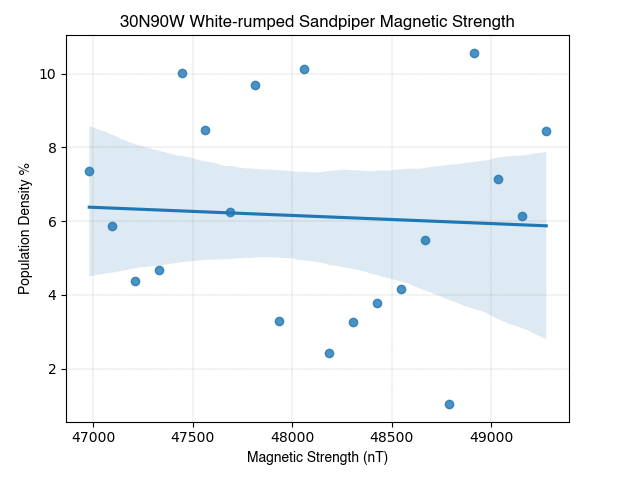 30N90W White-rumped Sandpiper Magnetic Strength
10
8
6
4
2
Population Density %
47000 47500 48000 48500 49000
Magnetic Strength (nT)